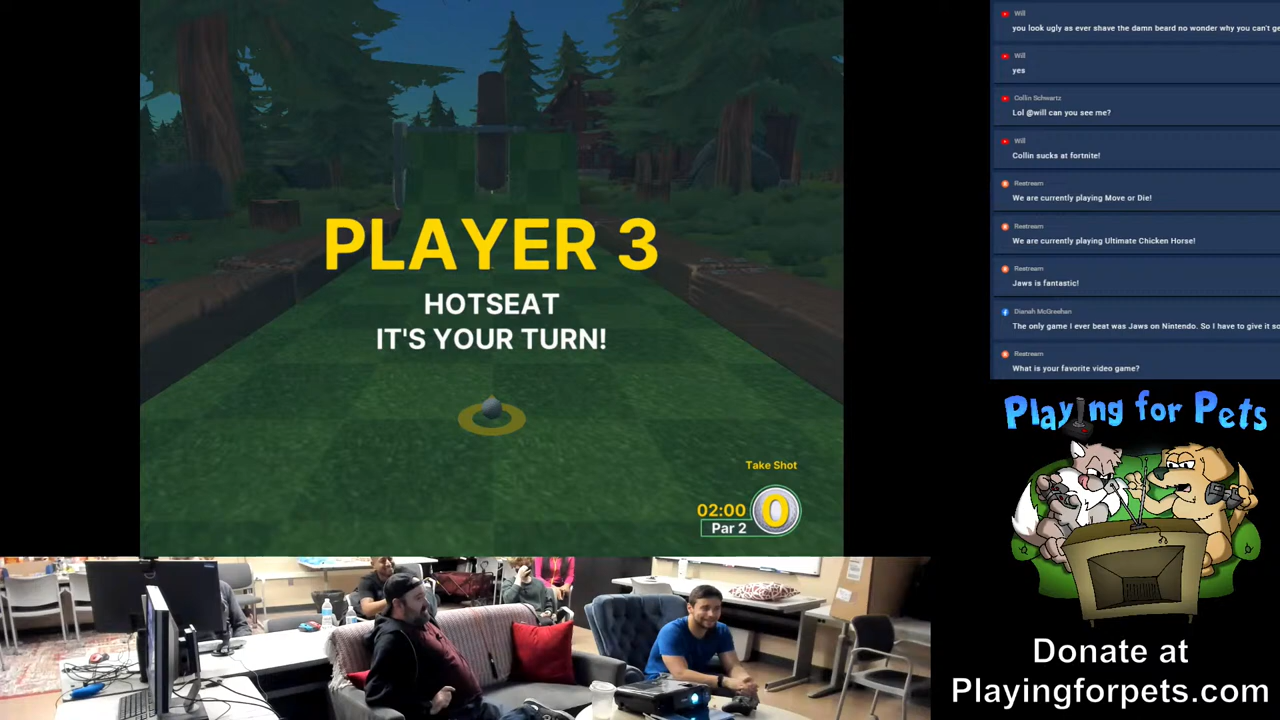 PLAYER 3
HOTSEAT
IT'S YOUR TURN!
Take Shot
02:00
0
Par 2
Will
you look ugly as ever shave the damn beard no wonder why you can't ge
Will
yes
Collin Schwartz
Lol @will can you see me?
Will
Collin sucks at fortnite!
Restream
We are currently playing Move or Die!
Restream
We are currently playing Ultimate Chicken Horse!
Restream
Jaws is fantastic!
Dianah McGreehan
The only game I ever beat was Jaws on Nintendo. So I have to give it so
Restream
What is your favorite video game?
Playing for Pets
Donate at
Playingforpets.com